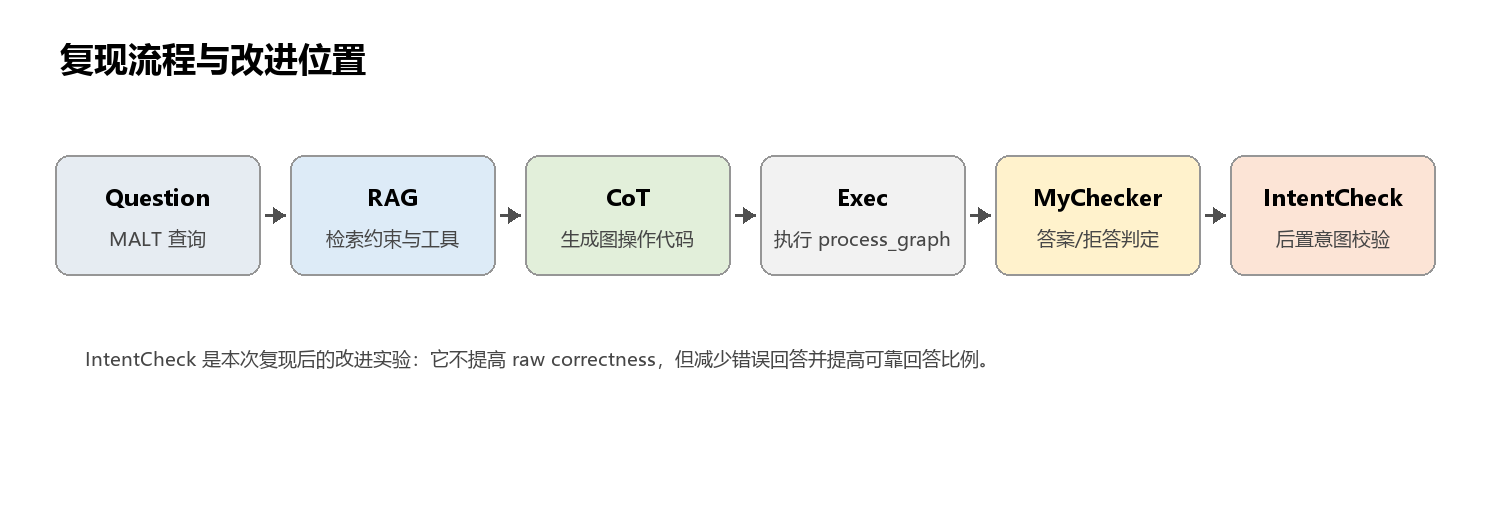 复现流程与改进位置
Question
MALT 查询
RAG
检索约束与工具
CoT
生成图操作代码
Exec
执行 process_graph
MyChecker
答案/拒答判定
IntentCheck
后置意图校验
IntentCheck 是本次复现后的改进实验：它不提高 raw correctness，但减少错误回答并提高可靠回答比例。